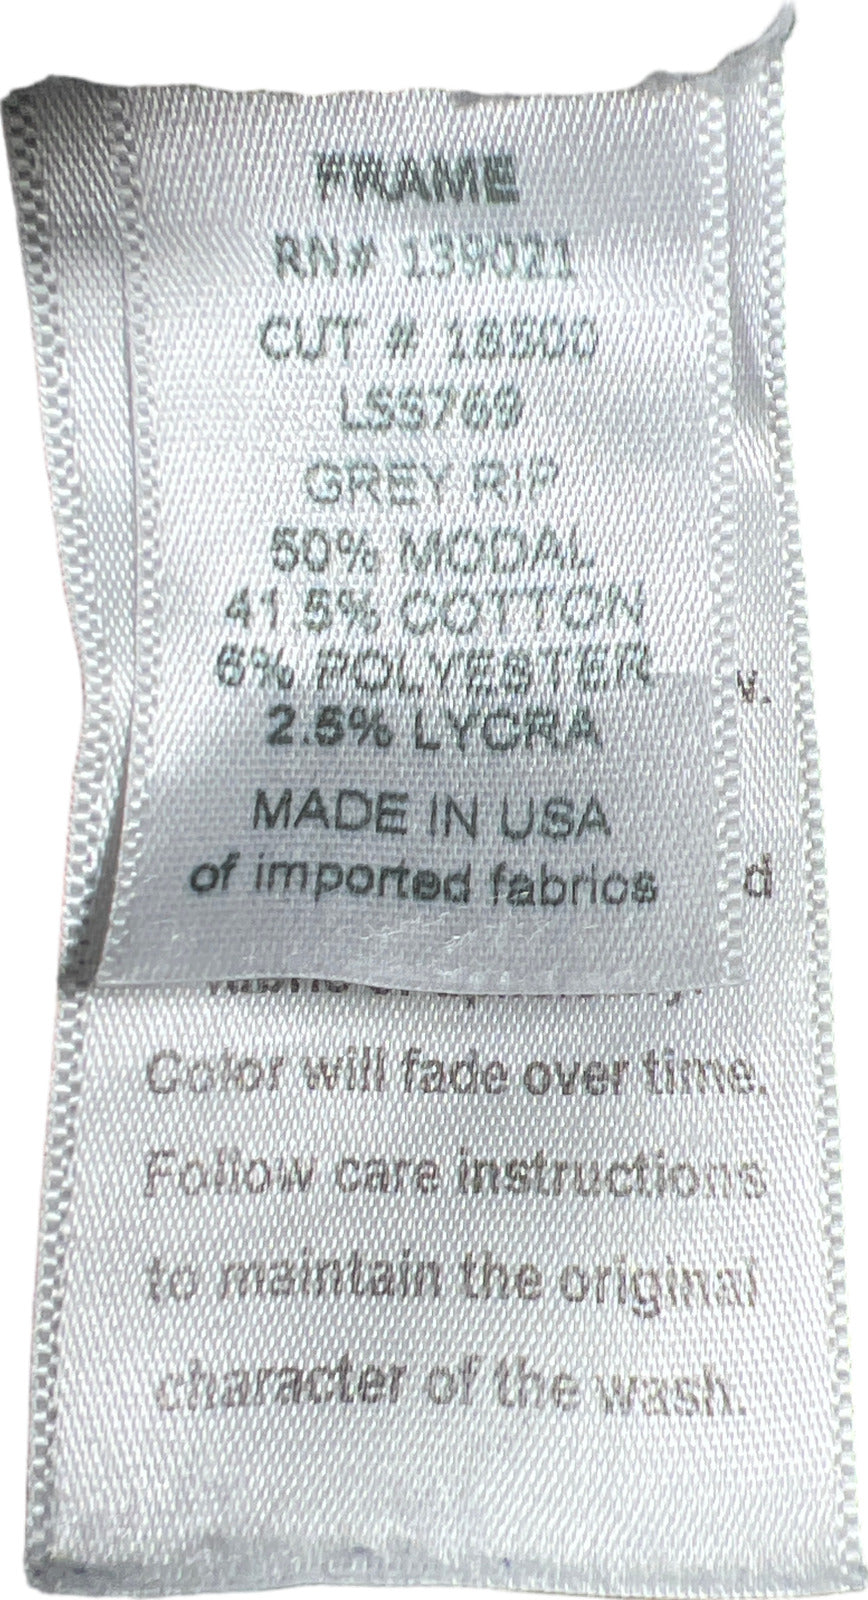 FRAME
RN# 139021
CUT # 18500
LSS769
GREY RIP
50% MODAL
41.5% COTTON
6% POLYESTER
2.5% LYCRA
MADE IN USA
of imported fabrics
Color will fade over time.
Follow care instructions
to maintain the original
character of the wash.